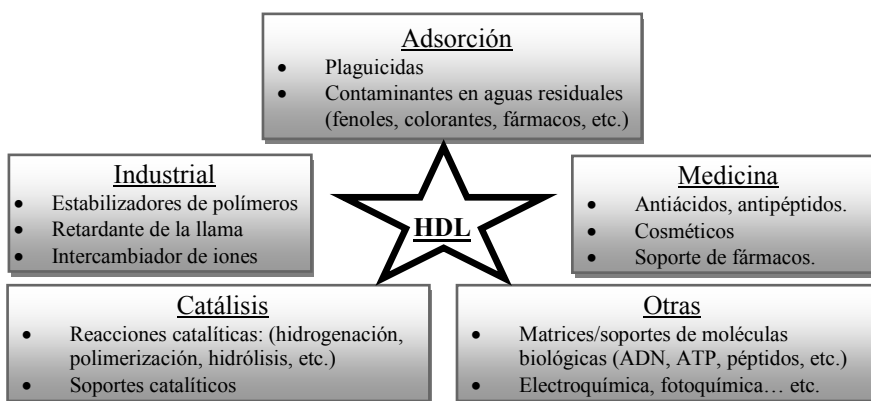 Adsorción
• Plaguicidas
• Contaminantes en aguas residuales
(fenoles, colorantes, fármacos, etc.)
Industrial
• Estabilizadores de polímeros
• Retardante de la llama
• Intercambiador de iones
HDL
Medicina
• Antiácidos, antipéptidos.
• Cosméticos
• Soporte de fármacos.
Catálisis
• Reacciones catalíticas: (hidrogenación,
polimerización, hidrólisis, etc.)
• Soportes catalíticos
Otras
• Matrices/soportes de moléculas
biológicas (ADN, ATP, péptidos, etc.)
• Electroquímica, fotoquímica… etc.